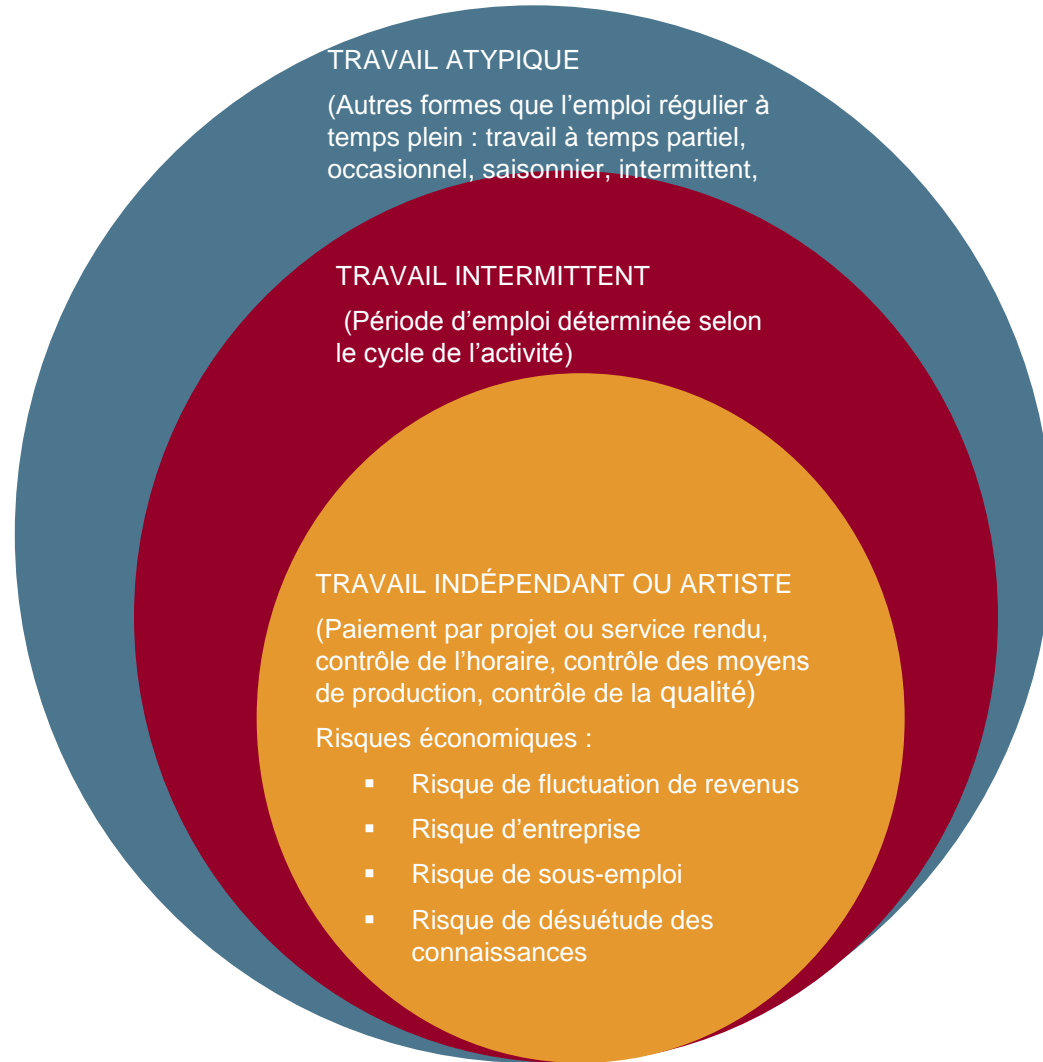 TRAVAIL ATYPIQUE
(Autres formes que l’emploi régulier à
temps plein : travail à temps partiel,
occasionnel, saisonnier, intermittent,
TRAVAIL INTERMITTENT
(Période d’emploi déterminée selon
le cycle de l’activité)
TRAVAIL INDÉPENDANT OU ARTISTE
(Paiement par projet ou service rendu,
contrôle de l’horaire, contrôle des moyens
de production, contrôle de la qualité)
Risques économiques :
▪ Risque de fluctuation de revenus
▪ Risque d’entreprise
▪ Risque de sous-emploi
▪ Risque de désuétude des
connaissances